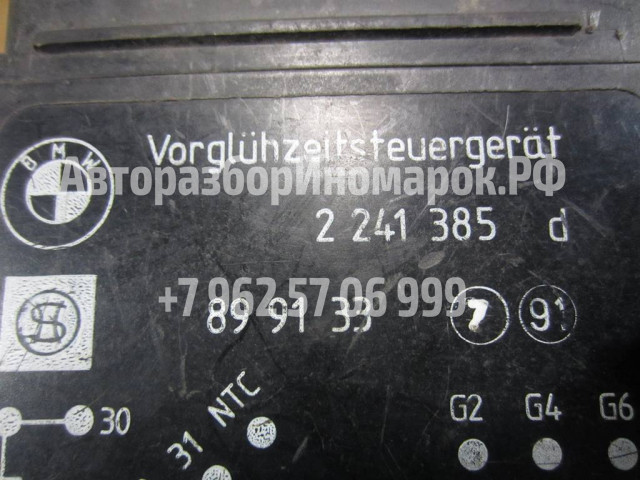 BMW
Vorglühzeitsteuergerät
АвторазборИномарок.РФ
2 241 385 d
+7 962 57 06 999
89 91 33 7 91
30
31 NTC
G2 G4 G6